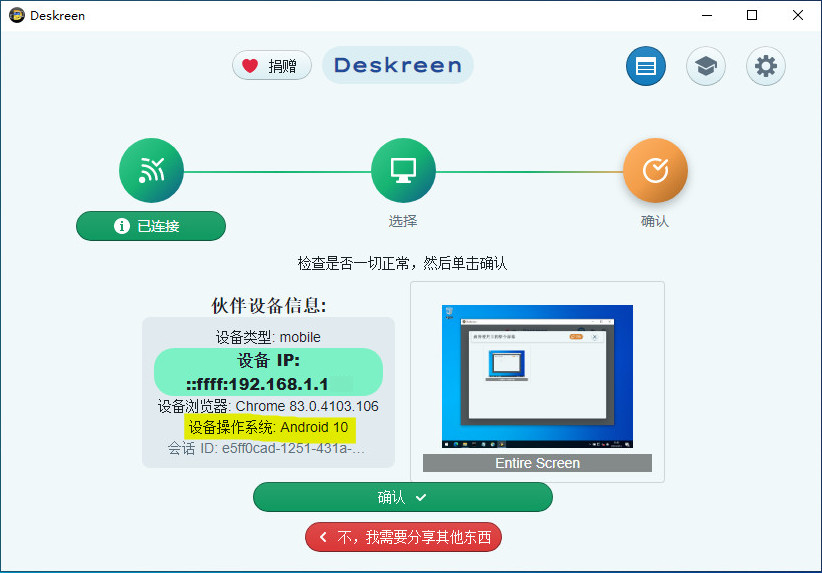 Deskreen
捐赠
Deskreen
已连接
选择
确认
检查是否一切正常，然后单击确认
伙伴设备信息:
设备类型: mobile
设备 IP:
::ffff:192.168.1.1
设备浏览器: Chrome 83.0.4103.106
设备操作系统: Android 10
会话 ID: e5ff0cad-1251-431a-...
Entire Screen
确认
不，我需要分享其他东西